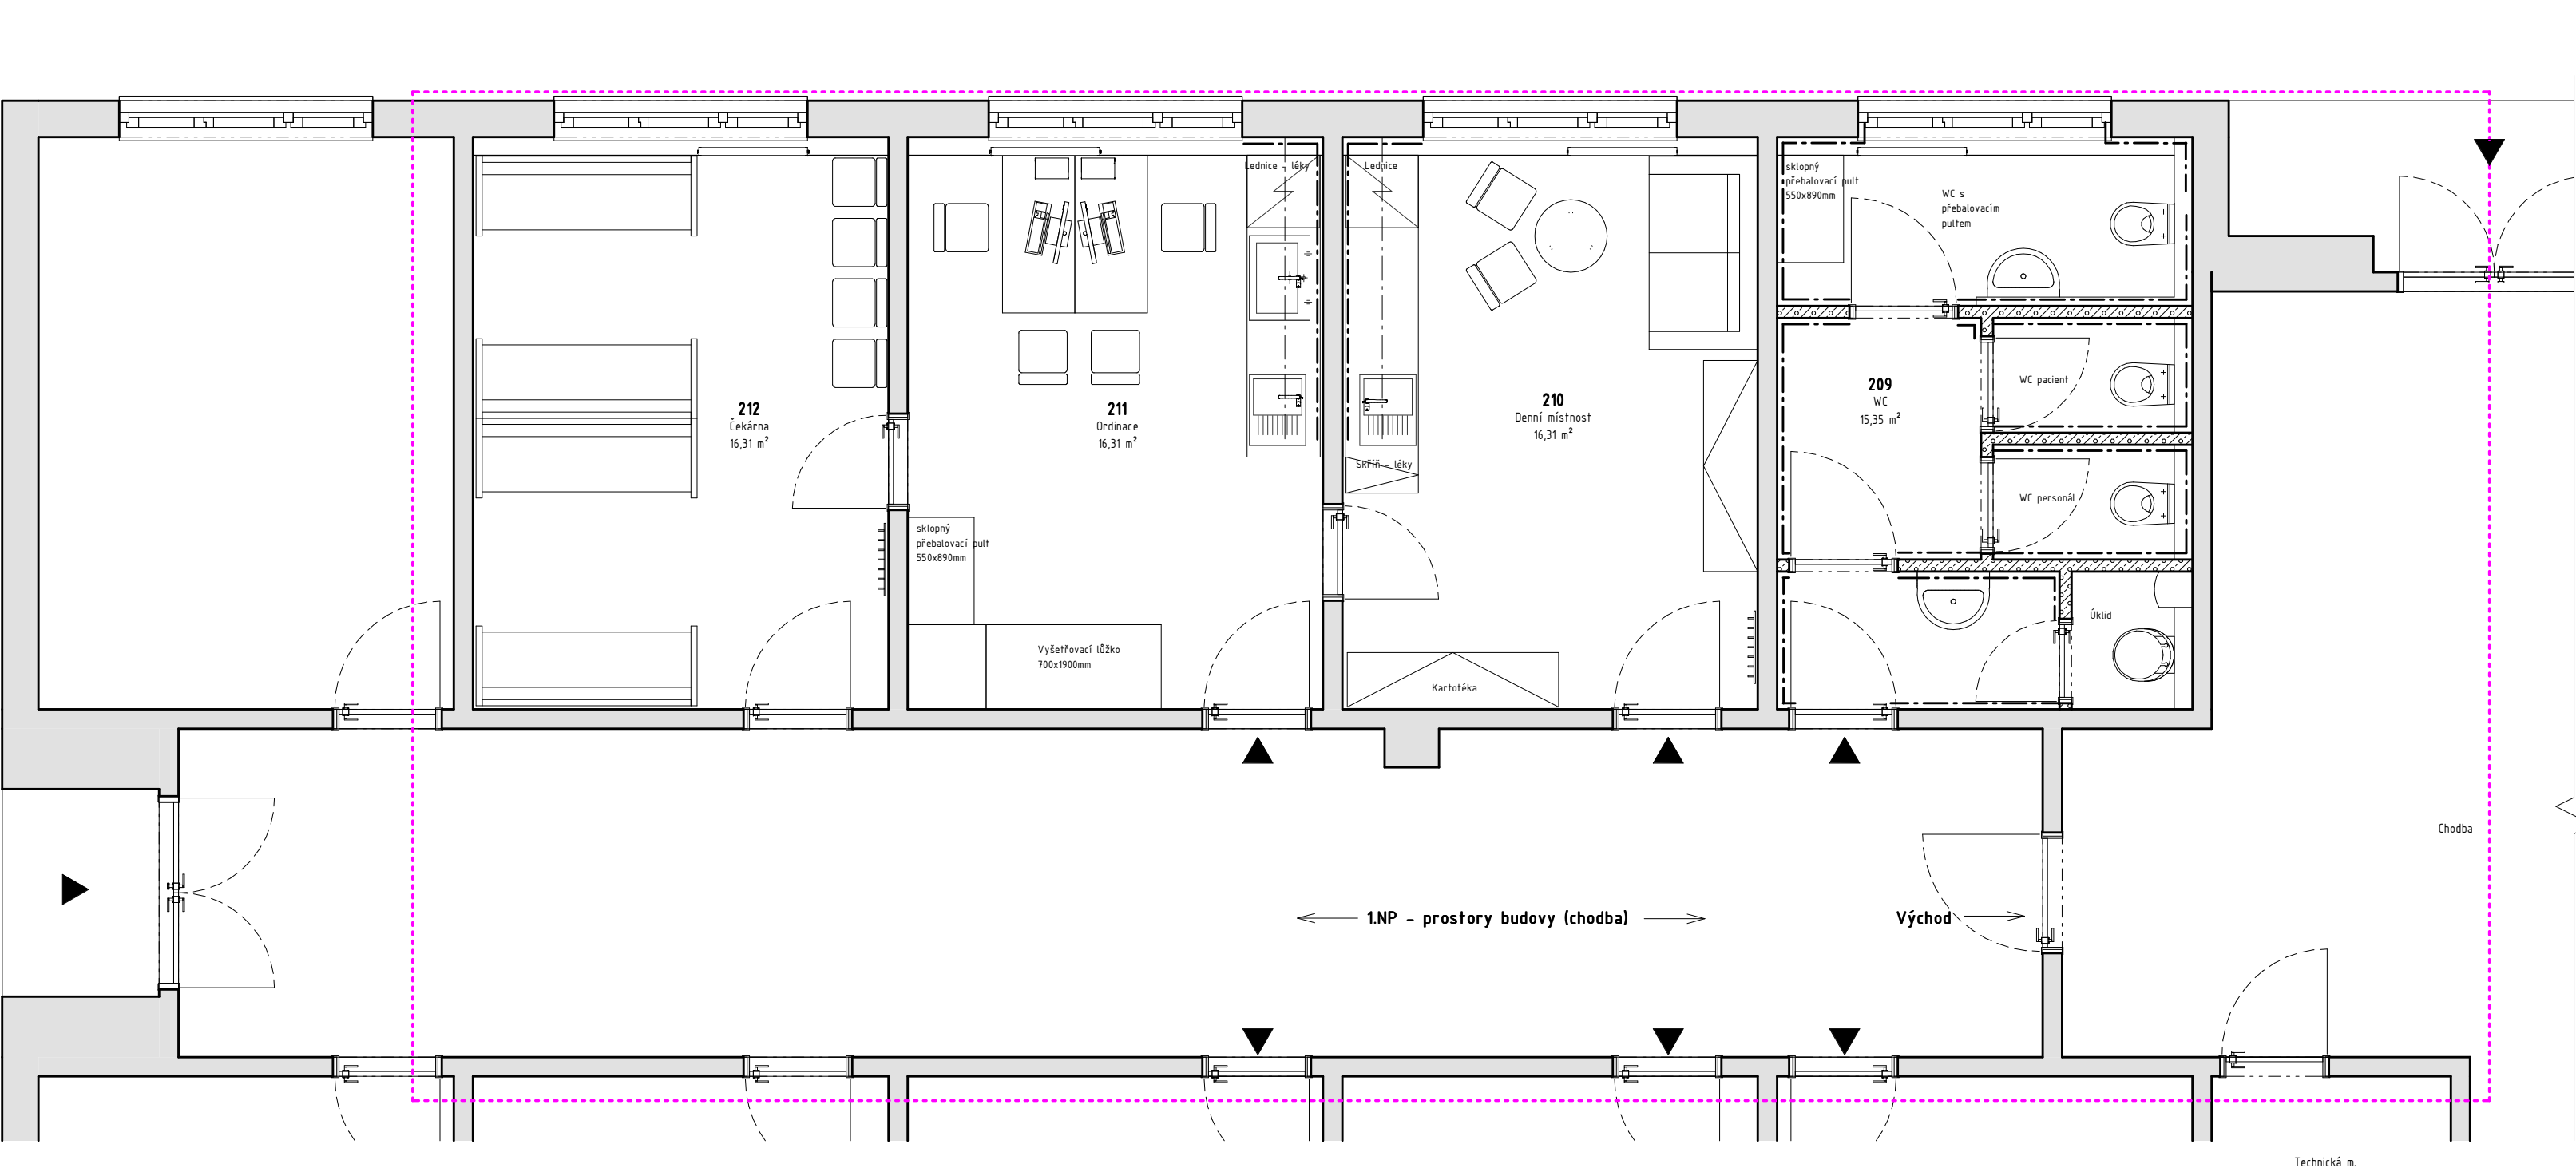 Lednice - léky
Lednice
sklopný
přebalovací pult
550x890mm
WC s
přebalovacím
pultem
212
Čekárna
16,31 m²
211
Ordinace
16,31 m²
210
Denní místnost
16,31 m²
209
WC
15,35 m²
WC pacient
Skříň - léky
WC personál
sklopný
přebalovací pult
550x890mm
Úklid
Vyšetřovací lůžko
700x1900mm
Kartotéka
Chodba
1.NP - prostory budovy (chodba)
Východ
Technická m.